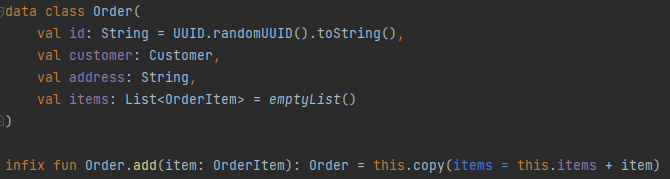 data class Order(
    val id: String = UUID.randomUUID().toString(),
    val customer: Customer,
    val address: String,
    val items: List<OrderItem> = emptyList()
)
infix fun Order.add(item: OrderItem): Order = this.copy(items = this.items + item)